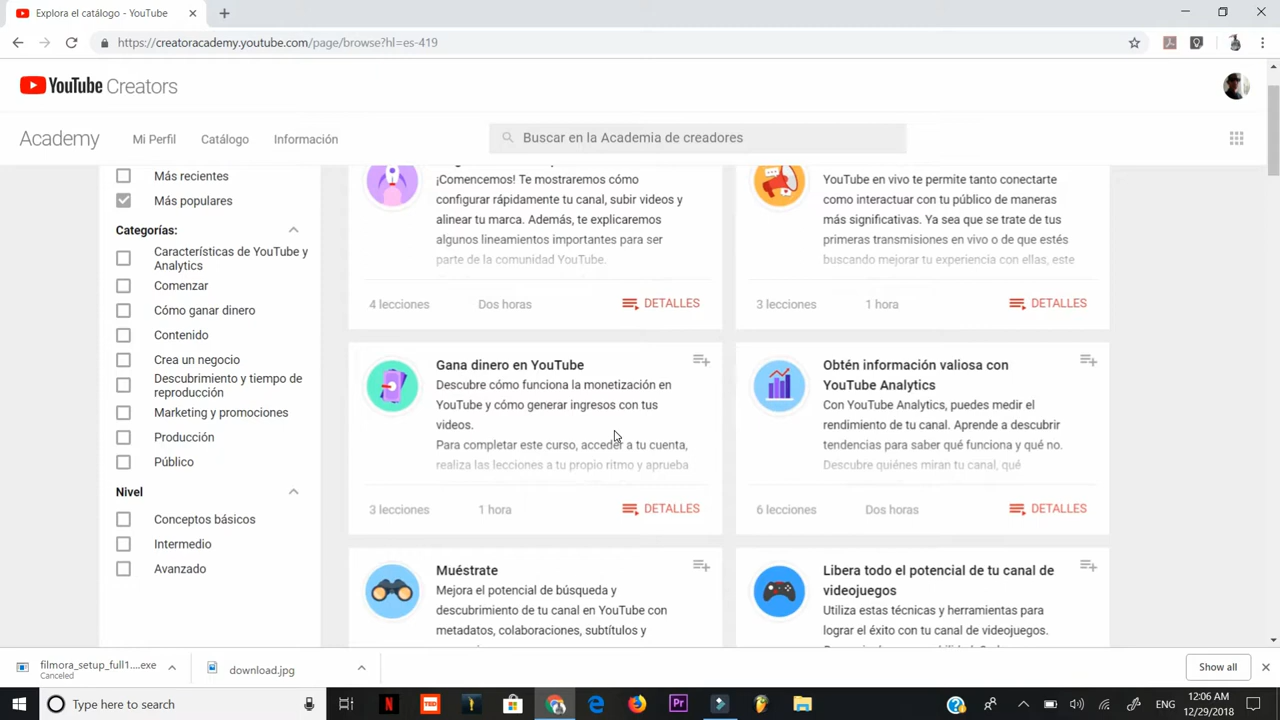 Explora el catálogo - YouTube
https://creatoracademy.youtube.com/page/browse?hl=es-419
YouTube Creators
Academy Mi Perfil Catálogo Información Buscar en la Academia de creadores
Más recientes
Más populares
Categorías:
Características de YouTube y
Analytics
Comenzar
Cómo ganar dinero
Contenido
Crea un negocio
Descubrimiento y tiempo de
reproducción
Marketing y promociones
Producción
Público
Nivel
Conceptos básicos
Intermedio
Avanzado
¡Comencemos! Te mostraremos cómo
configurar rápidamente tu canal, subir videos y
alinear tu marca. Además, te explicaremos
algunos lineamientos importantes para ser
parte de la comunidad YouTube.
4 lecciones Dos horas DETALLES
YouTube en vivo te permite tanto conectarte
como interactuar con tu público de maneras
más significativas. Ya sea que se trate de tus
primeras transmisiones en vivo o de que estés
buscando mejorar tu experiencia con ellas, este
3 lecciones 1 hora DETALLES
Gana dinero en YouTube
Descubre cómo funciona la monetización en
YouTube y cómo generar ingresos con tus
videos.
Para completar este curso, accede a tu cuenta,
realiza las lecciones a tu propio ritmo y aprueba
3 lecciones 1 hora DETALLES
Obtén información valiosa con
YouTube Analytics
Con YouTube Analytics, puedes medir el
rendimiento de tu canal. Aprende a descubrir
tendencias para saber qué funciona y qué no.
Descubre quiénes miran tu canal, qué
6 lecciones Dos horas DETALLES
Muéstrate
Mejora el potencial de búsqueda y
descubrimiento de tu canal en YouTube con
metadatos, colaboraciones, subtítulos y
Libera todo el potencial de tu canal de
videojuegos
Utiliza estas técnicas y herramientas para
lograr el éxito con tu canal de videojuegos.
filmora_setup_full1....exe
Canceled
download.jpg
Show all
Type here to search
TED
Pr
ENG
12:06 AM
12/29/2018